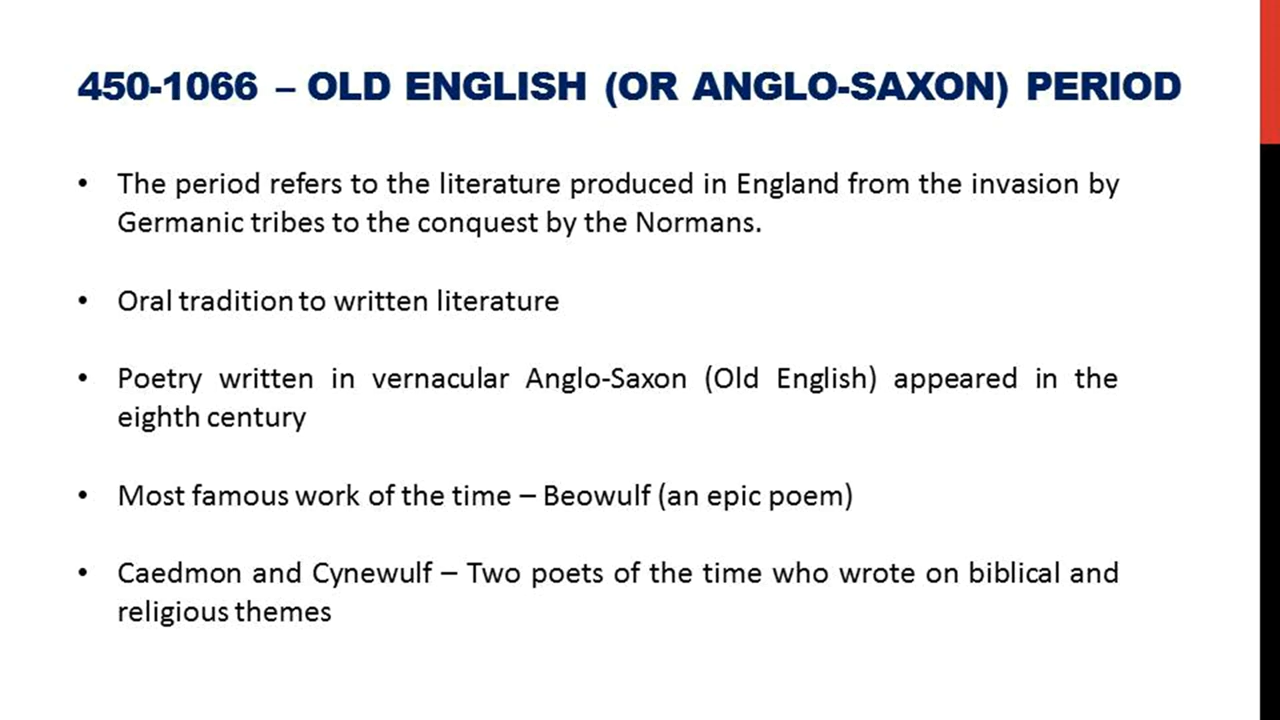 450-1066 – OLD ENGLISH (OR ANGLO-SAXON) PERIOD
• The period refers to the literature produced in England from the invasion by
Germanic tribes to the conquest by the Normans.
• Oral tradition to written literature
• Poetry written in vernacular Anglo-Saxon (Old English) appeared in the
eighth century
• Most famous work of the time – Beowulf (an epic poem)
• Caedmon and Cynewulf – Two poets of the time who wrote on biblical and
religious themes